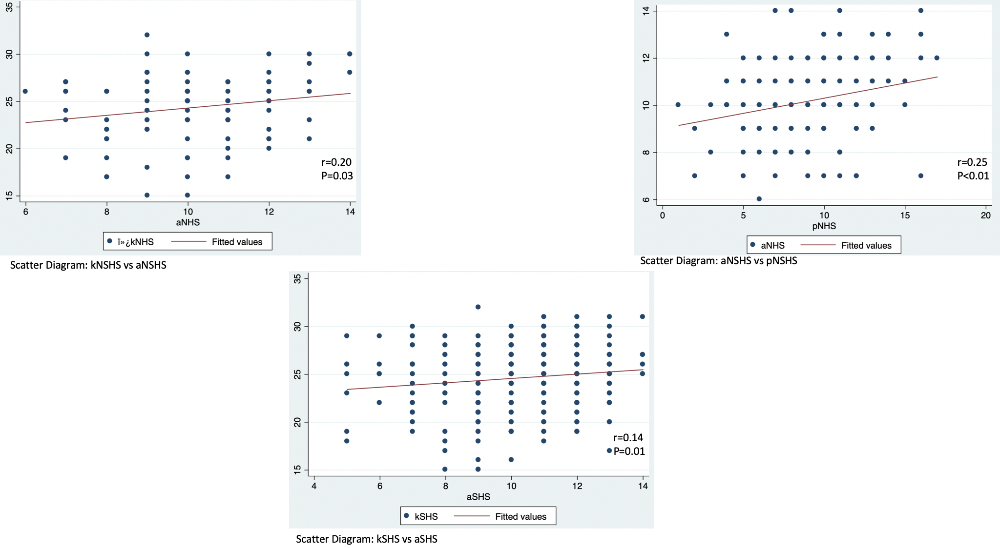 35
30
25
20
15
r=0.20
P=0.03
6 8 10 12 14
aNHS
ï»¿kNHS Fitted values
Scatter Diagram: kNSHS vs aNSHS
14
12
10
8
6
r=0.25
P<0.01
0 5 10 15 20
pNHS
aNHS Fitted values
Scatter Diagram: aNSHS vs pNSHS
35
30
25
20
15
r=0.14
P=0.01
4 6 8 10 12 14
aSHS
kSHS Fitted values
Scatter Diagram: kSHS vs aSHS